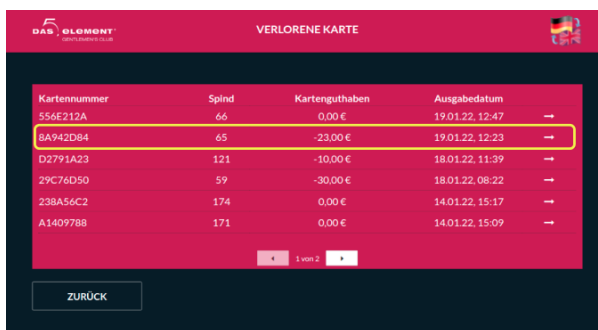 5
DAS element
GENTLEMEN'S CLUB
VERLORENE KARTE
Kartennummer Spind Kartenguthaben Ausgabedatum
556E212A 66 0,00 € 19.01.22, 12:47 →
8A942D84 65 -23,00 € 19.01.22, 12:23 →
D2791A23 121 -10,00 € 18.01.22, 11:39 →
29C76D50 59 -30,00 € 18.01.22, 08:22 →
238A56C2 174 0,00 € 14.01.22, 15:17 →
A1409788 171 0,00 € 14.01.22, 15:09 →
1 von 2
ZURÜCK